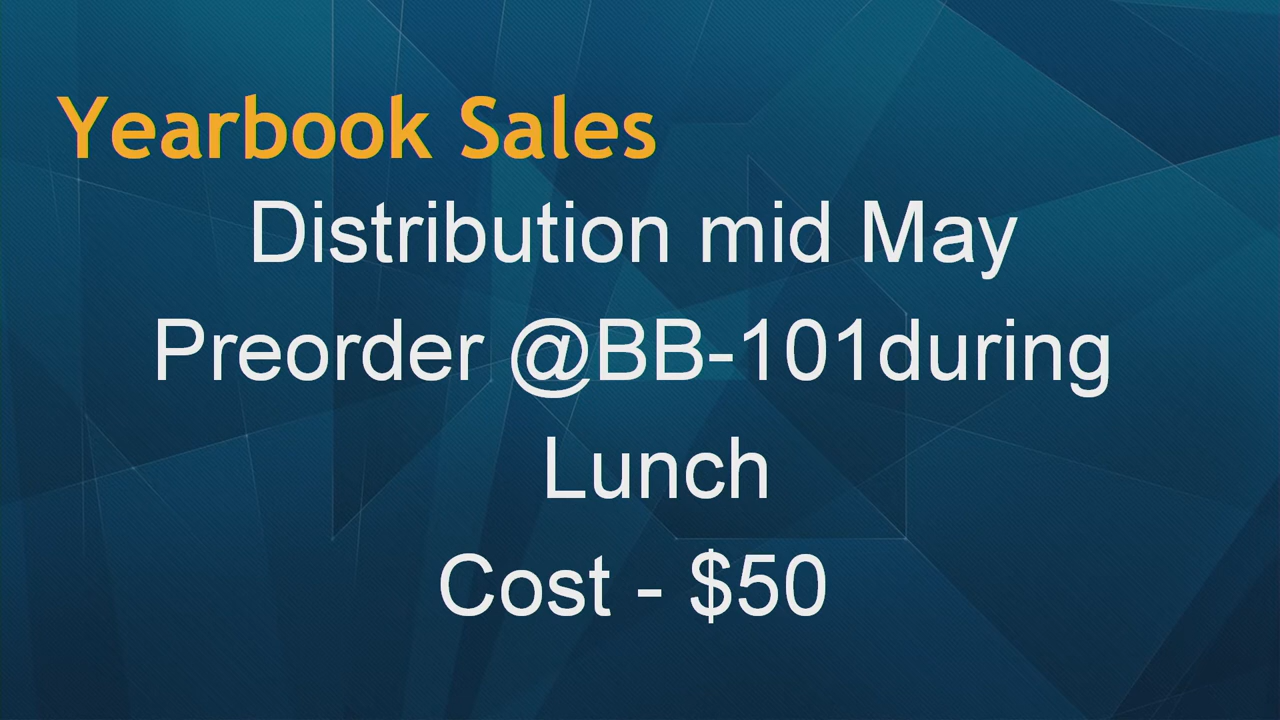 Yearbook Sales
Distribution mid May
Preorder @BB-101during
Lunch
Cost - $50